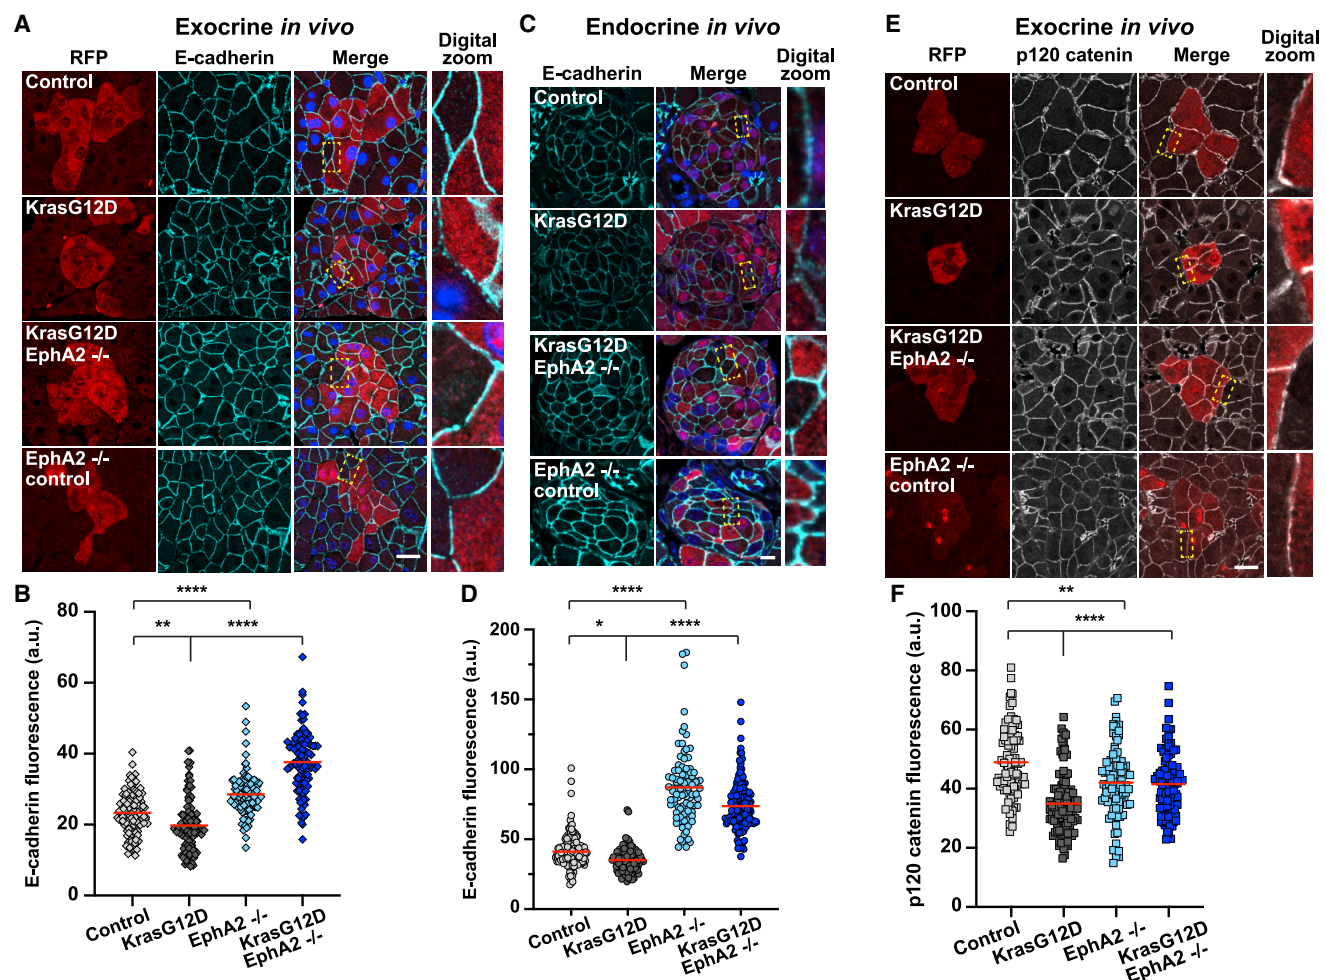 A
Exocrine in vivo
RFP
E-cadherin
Merge
Digital
zoom
Control
KrasG12D
KrasG12D
EphA2 -/-
EphA2 -/-
control
C
Endocrine in vivo
E-cadherin
Merge
Digital
zoom
Control
KrasG12D
KrasG12D
EphA2 -/-
EphA2 -/-
control
E
Exocrine in vivo
RFP
p120 catenin
Merge
Digital
zoom
Control
KrasG12D
KrasG12D
EphA2 -/-
EphA2 -/-
control
B
E-cadherin fluorescence (a.u.)
80
60
40
20
0
****
**
****
Control
KrasG12D
EphA2 -/-
KrasG12D
EphA2 -/-
D
E-cadherin fluorescence (a.u.)
200
150
100
50
0
****
*
****
Control
KrasG12D
EphA2 -/-
KrasG12D
EphA2 -/-
F
p120 catenin fluorescence (a.u.)
100
80
60
40
20
0
**
****
Control
KrasG12D
EphA2 -/-
KrasG12D
EphA2 -/-